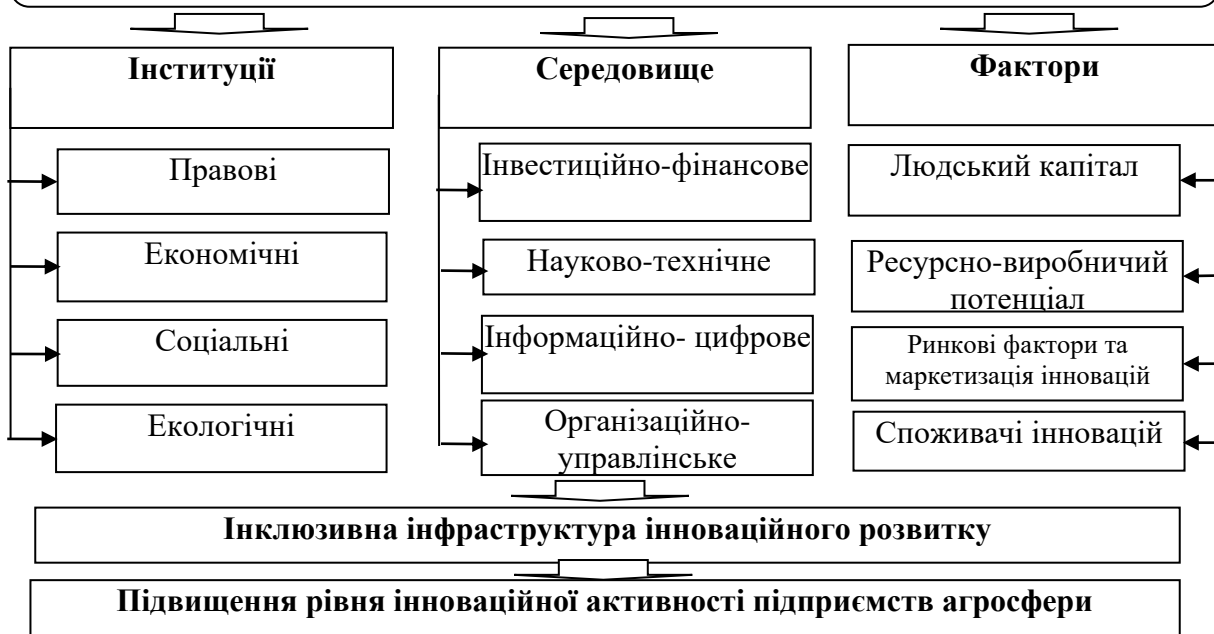 Інституції
Правові
Економічні
Соціальні
Екологічні
Середовище
Інвестиційно-фінансове
Науково-технічне
Інформаційно- цифрове
Організаційно-
управлінське
Фактори
Людський капітал
Ресурсно-виробничий
потенціал
Ринкові фактори та
маркетизація інновацій
Споживачі інновацій
Інклюзивна інфраструктура інноваційного розвитку
Підвищення рівня інноваційної активності підприємств агросфери